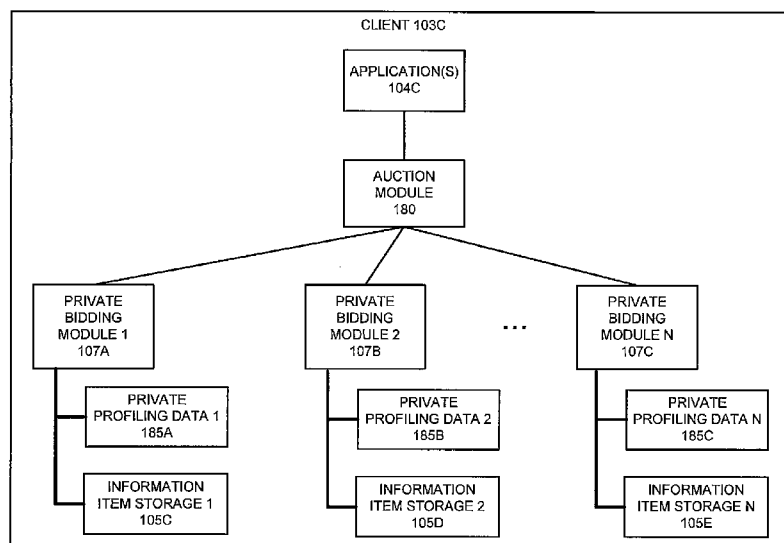 CLIENT 103C
APPLICATION(S)
104C
AUCTION
MODULE
180
PRIVATE
BIDDING
MODULE 1
107A
PRIVATE
BIDDING
MODULE 2
107B
...
PRIVATE
BIDDING
MODULE N
107C
PRIVATE
PROFILING DATA 1
185A
PRIVATE
PROFILING DATA 2
185B
PRIVATE
PROFILING DATA N
185C
INFORMATION
ITEM STORAGE 1
105C
INFORMATION
ITEM STORAGE 2
105D
INFORMATION
ITEM STORAGE N
105E